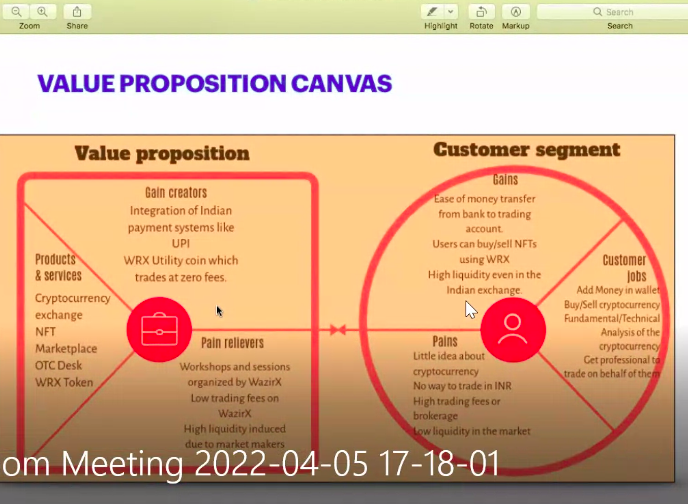 Search
Zoom
Share
Highlight
Rotate
Markup
Search
VALUE PROPOSITION CANVAS
Value proposition
Gain creators
Integration of Indian
payment systems like
UPI
WRX Utility coin which
trades at zero fees.
Products
& services
Cryptocurrency
exchange
NFT
Marketplace
OTC Desk
WRX Token
Pain relievers
Workshops and sessions
organized by WazirX
Low trading fees on
WazirX
High liquidity induced
due to market makers
Customer segment
Gains
Ease of money transfer
from bank to trading
account.
Users can buy/sell NFTs
using WRX
High liquidity even in the
Indian exchange.
Customer
Jobs
Add Money in wallet
Buy/Sell cryptocurrency
Fundamental/Technical
Analysis of the
cryptocurrency
Get professional to
trade on behalf of them
Pains
Little idea about
cryptocurrency
No way to trade in INR
High trading fees or
brokerage
Low liquidity in the market
oom Meeting 2022-04-05 17-18-01